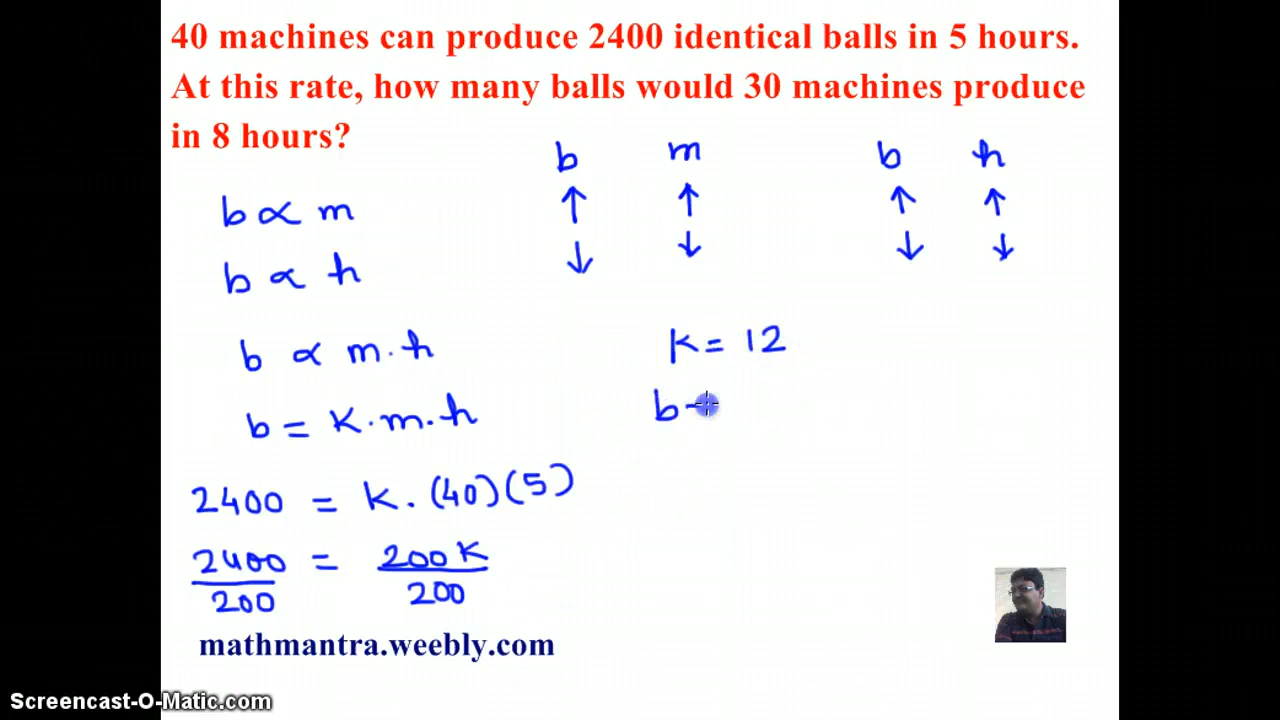 40 machines can produce 2400 identical balls in 5 hours.
At this rate, how many balls would 30 machines produce
in 8 hours?
b m b h
↑ ↑ ↑ ↑
↓ ↓ ↓ ↓
b ∝ m
b ∝ h
b ∝ m.h
b = K.m.h
2400 = K.(40)(5)
2400/200 = 200K/200
K = 12
b -
mathmantra.weebly.com
Screencast-O-Matic.com